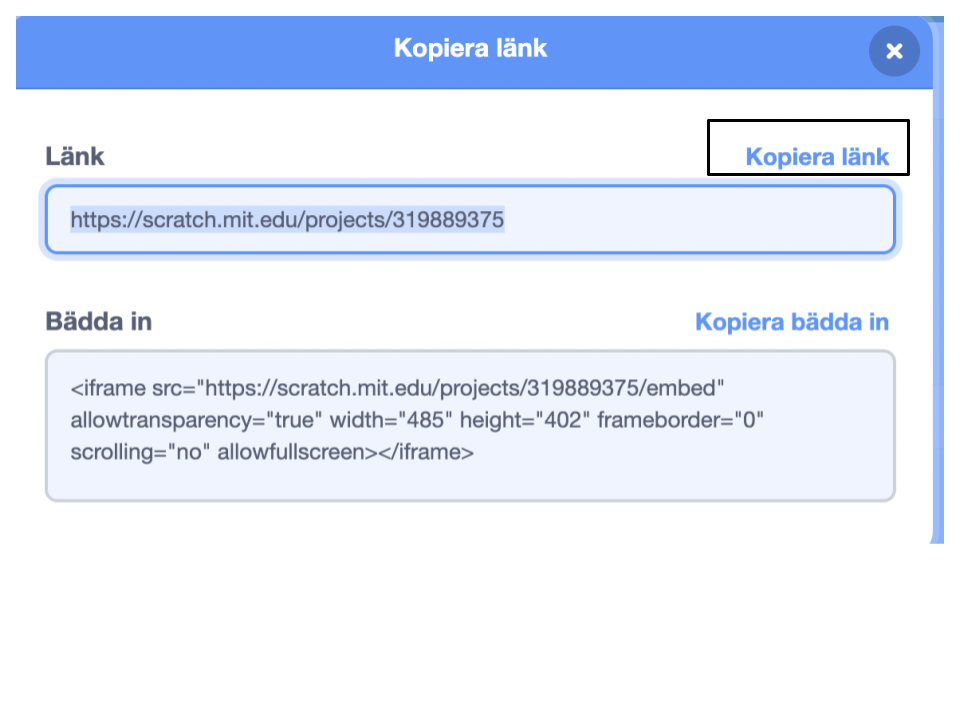 Kopiera länk
Länk
Kopiera länk
https://scratch.mit.edu/projects/319889375
Bädda in
Kopiera bädda in
<iframe src="https://scratch.mit.edu/projects/319889375/embed"
allowtransparency="true" width="485" height="402" frameborder="0"
scrolling="no" allowfullscreen></iframe>